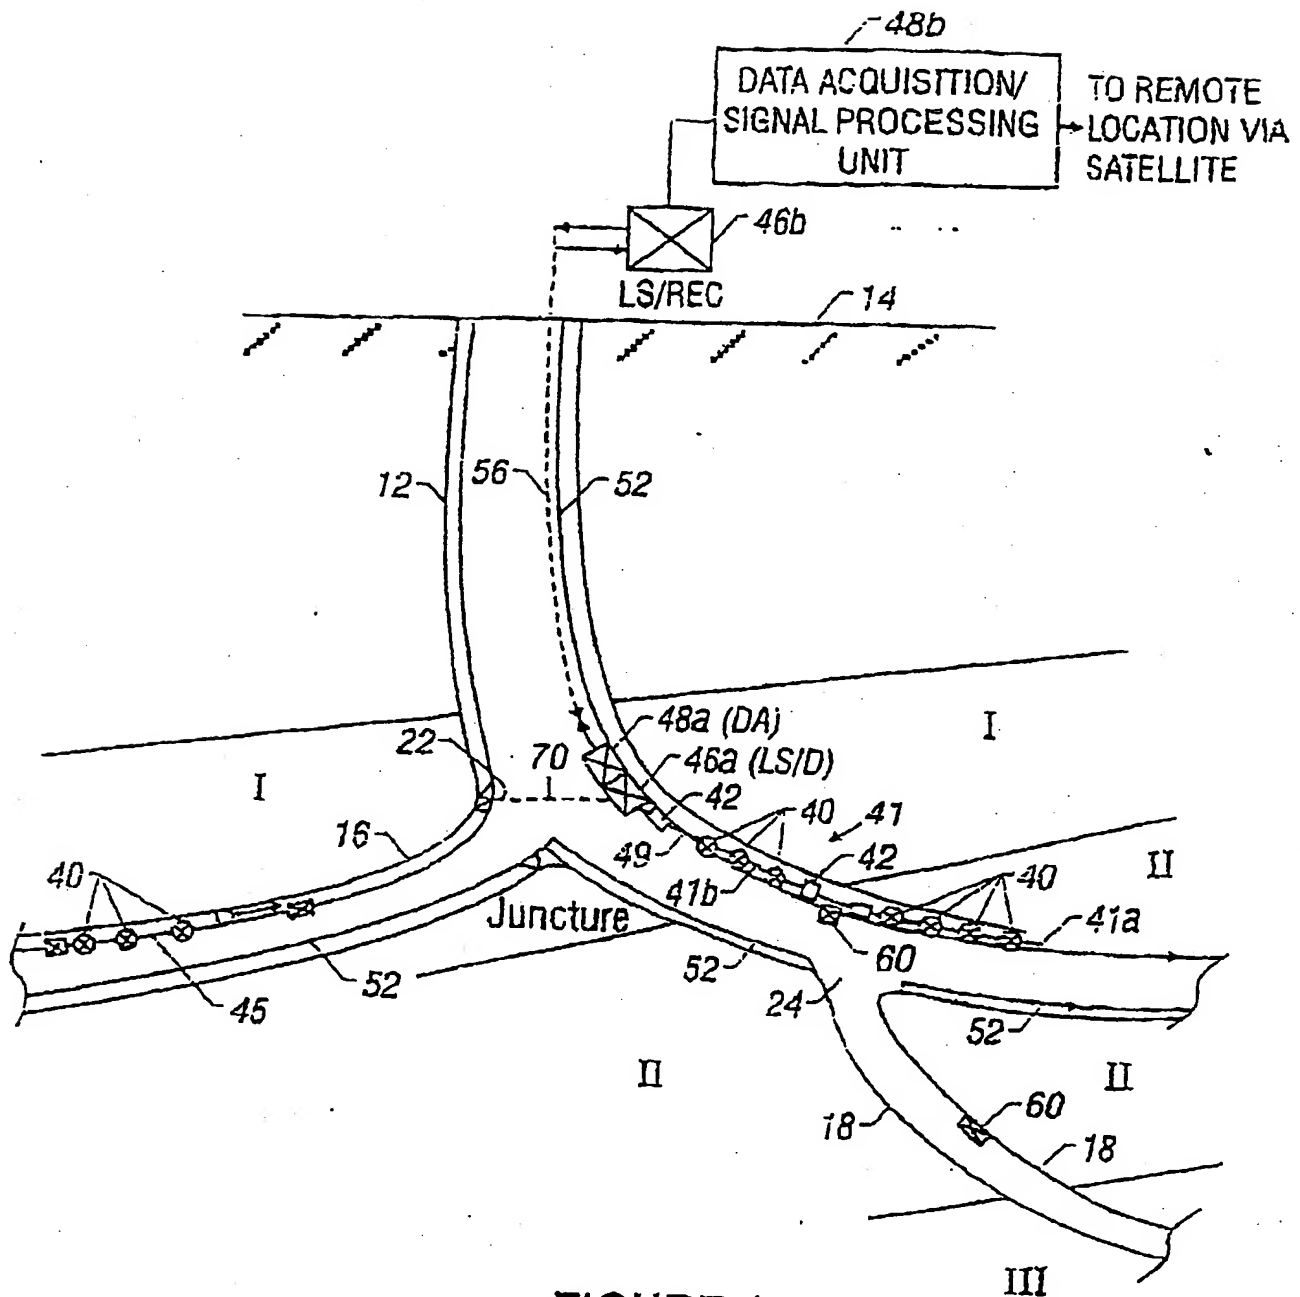 48b
DATA ACQUISITION/
SIGNAL PROCESSING
UNIT
TO REMOTE
LOCATION VIA
SATELLITE
46b
LS/REC
14
12
56
52
48a (DA)
I
22
70
46a (LS/D)
I
42
40
41
16
49
42
II
40
41b
40
Juncture
41a
52
60
52
45
24
52
II
II
60
18
18
III